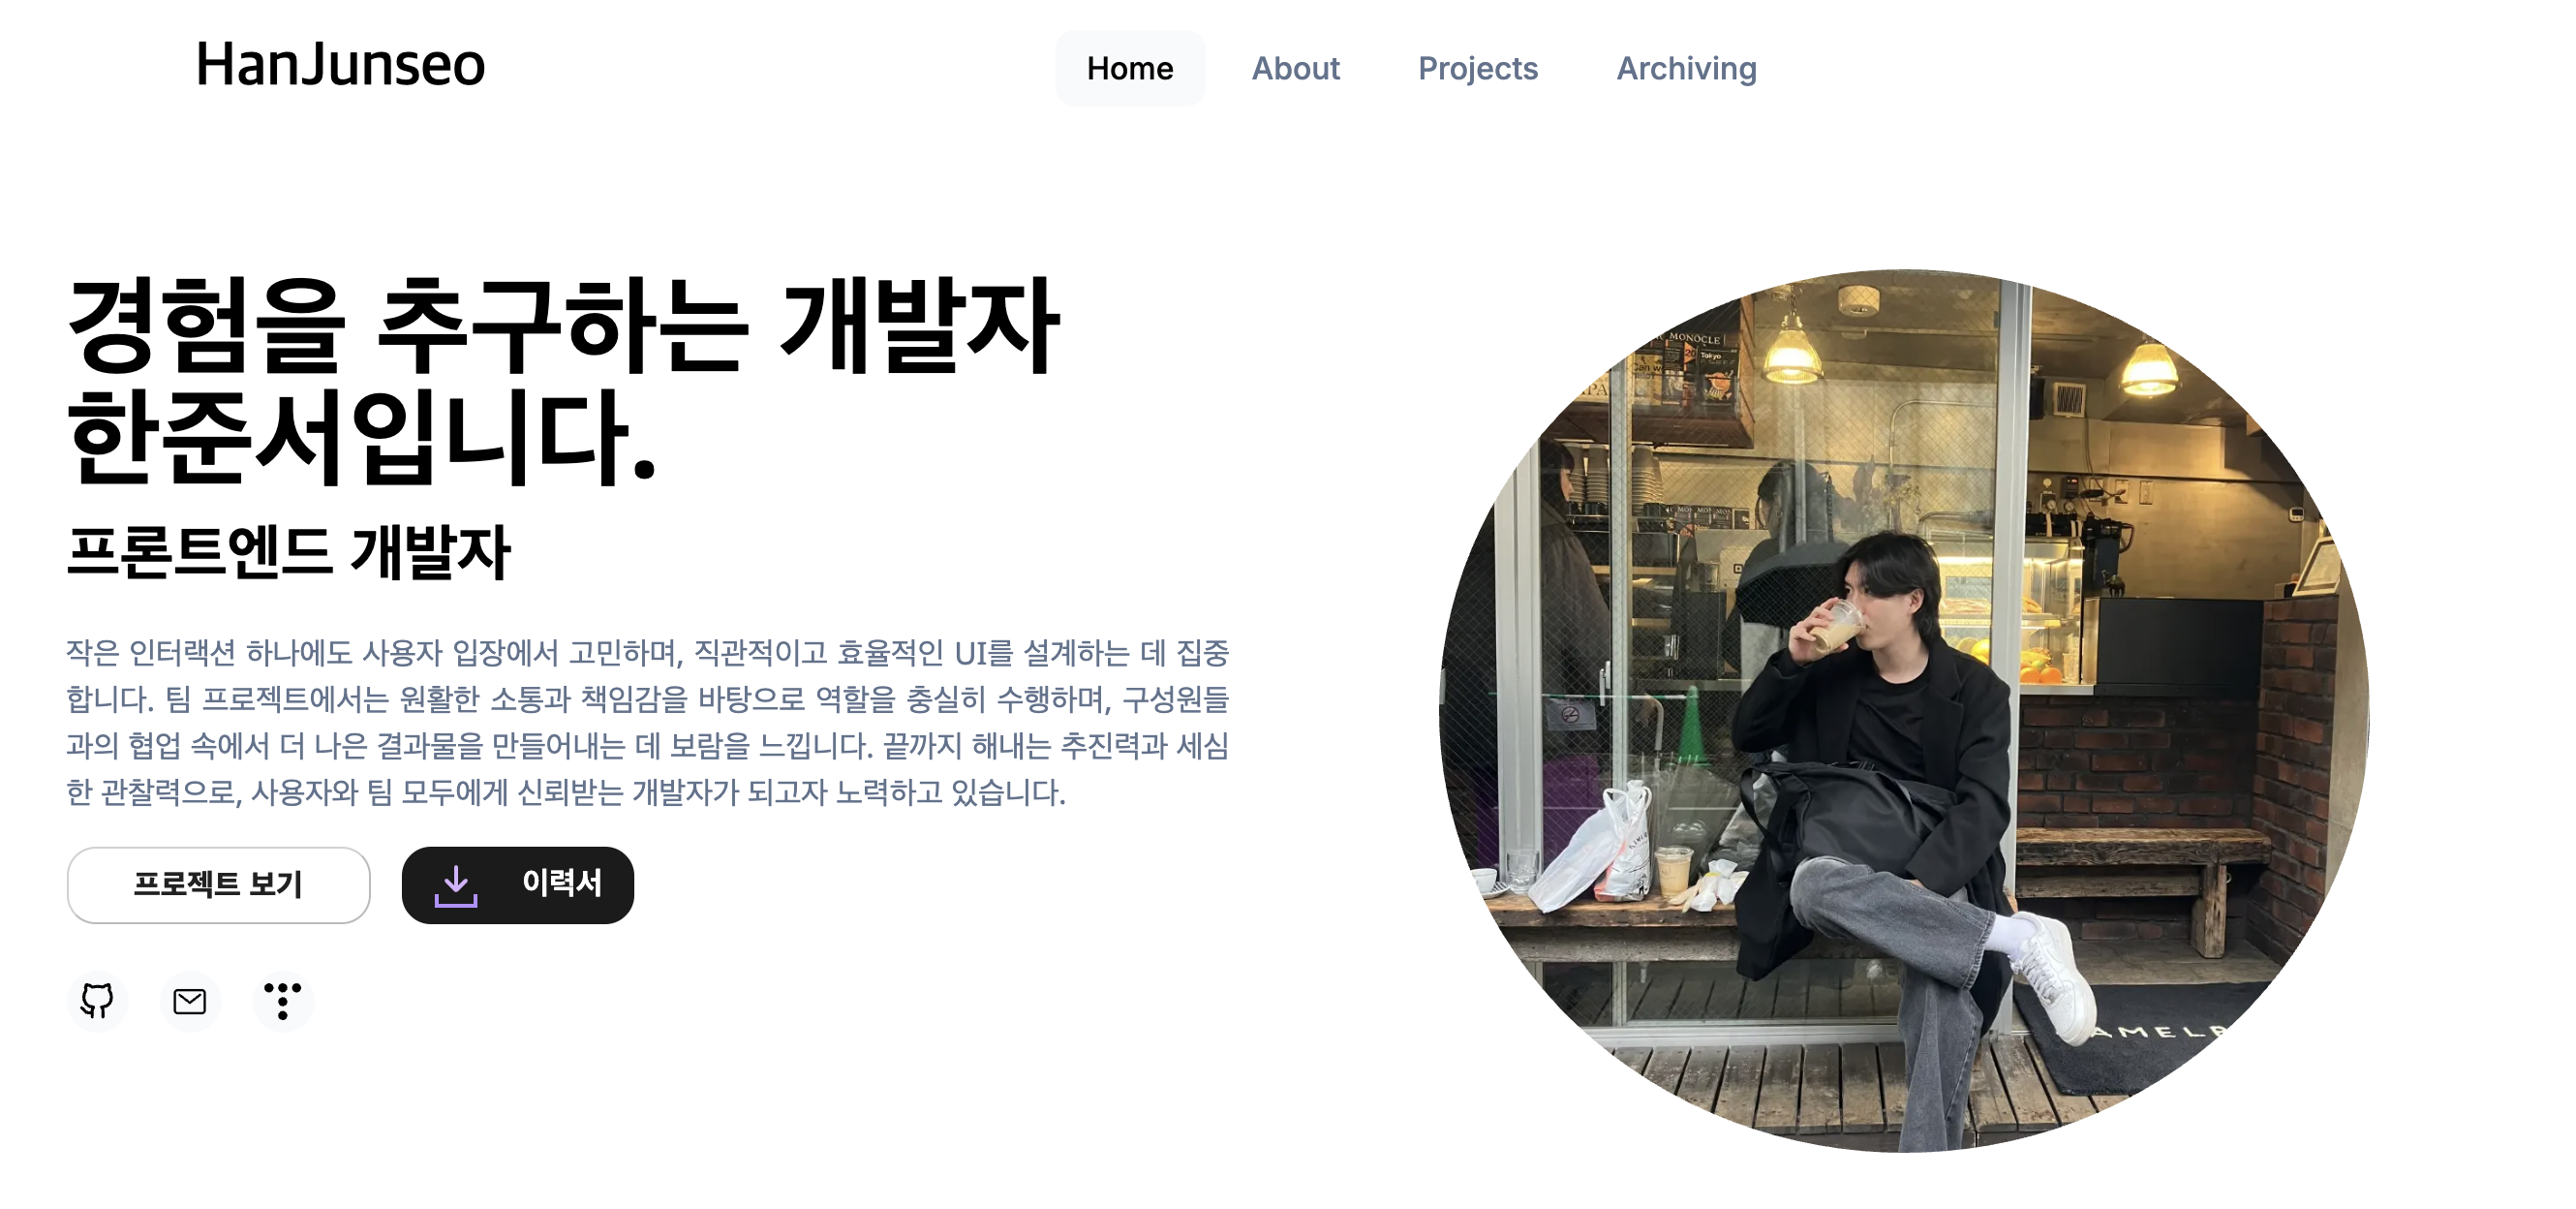 HanJunseo
Home
About
Projects
Archiving
경험을 추구하는 개발자
한준서입니다.
프론트엔드 개발자
작은 인터랙션 하나에도 사용자 입장에서 고민하며, 직관적이고 효율적인 UI를 설계하는 데 집중
합니다. 팀 프로젝트에서는 원활한 소통과 책임감을 바탕으로 역할을 충실히 수행하며, 구성원들
과의 협업 속에서 더 나은 결과물을 만들어내는 데 보람을 느낍니다. 끝까지 해내는 추진력과 세심
한 관찰력으로, 사용자와 팀 모두에게 신뢰받는 개발자가 되고자 노력하고 있습니다.
프로젝트 보기
이력서
MONOCLE
Tokyo